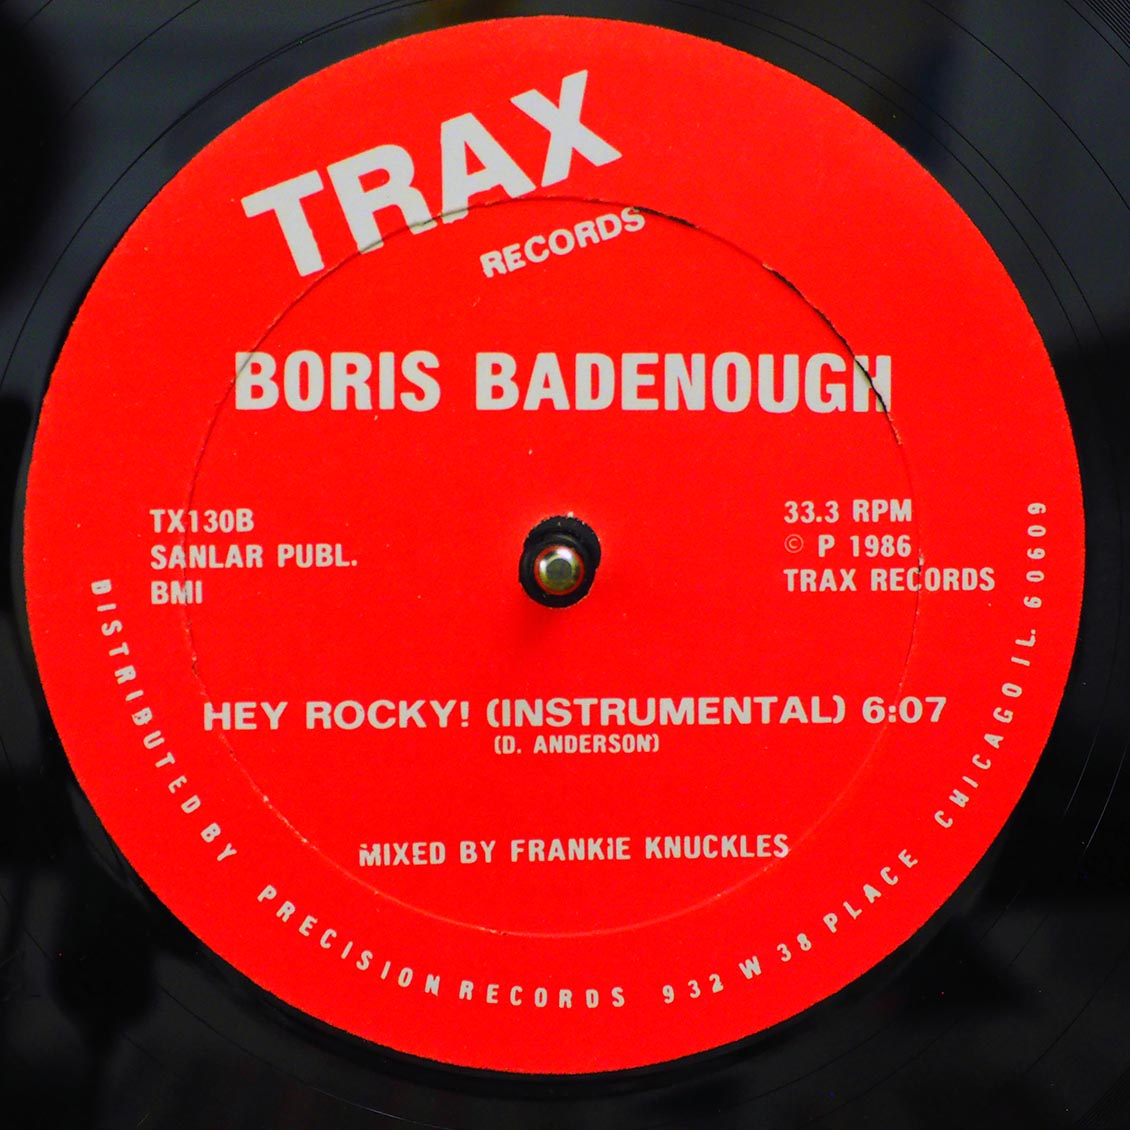 TRAX
RECORDS
BORIS BADENOUGH
TX130B
SANLAR PUBL.
BMI
33.3 RPM
© P 1986
TRAX RECORDS
HEY ROCKY! (INSTRUMENTAL) 6:07
(D. ANDERSON)
MIXED BY FRANKIE KNUCKLES
DISTRIBUTED BY PRECISION RECORDS 932 W 38 PLACE CHICAGO IL. 60609